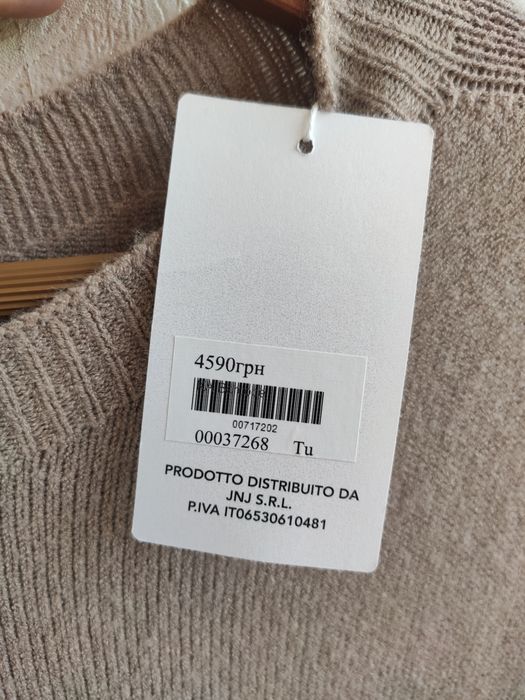 4590грн
00717202
00037268 Tu
PRODOTTO DISTRIBUITO DA
JNJ S.R.L.
P.IVA IT06530610481